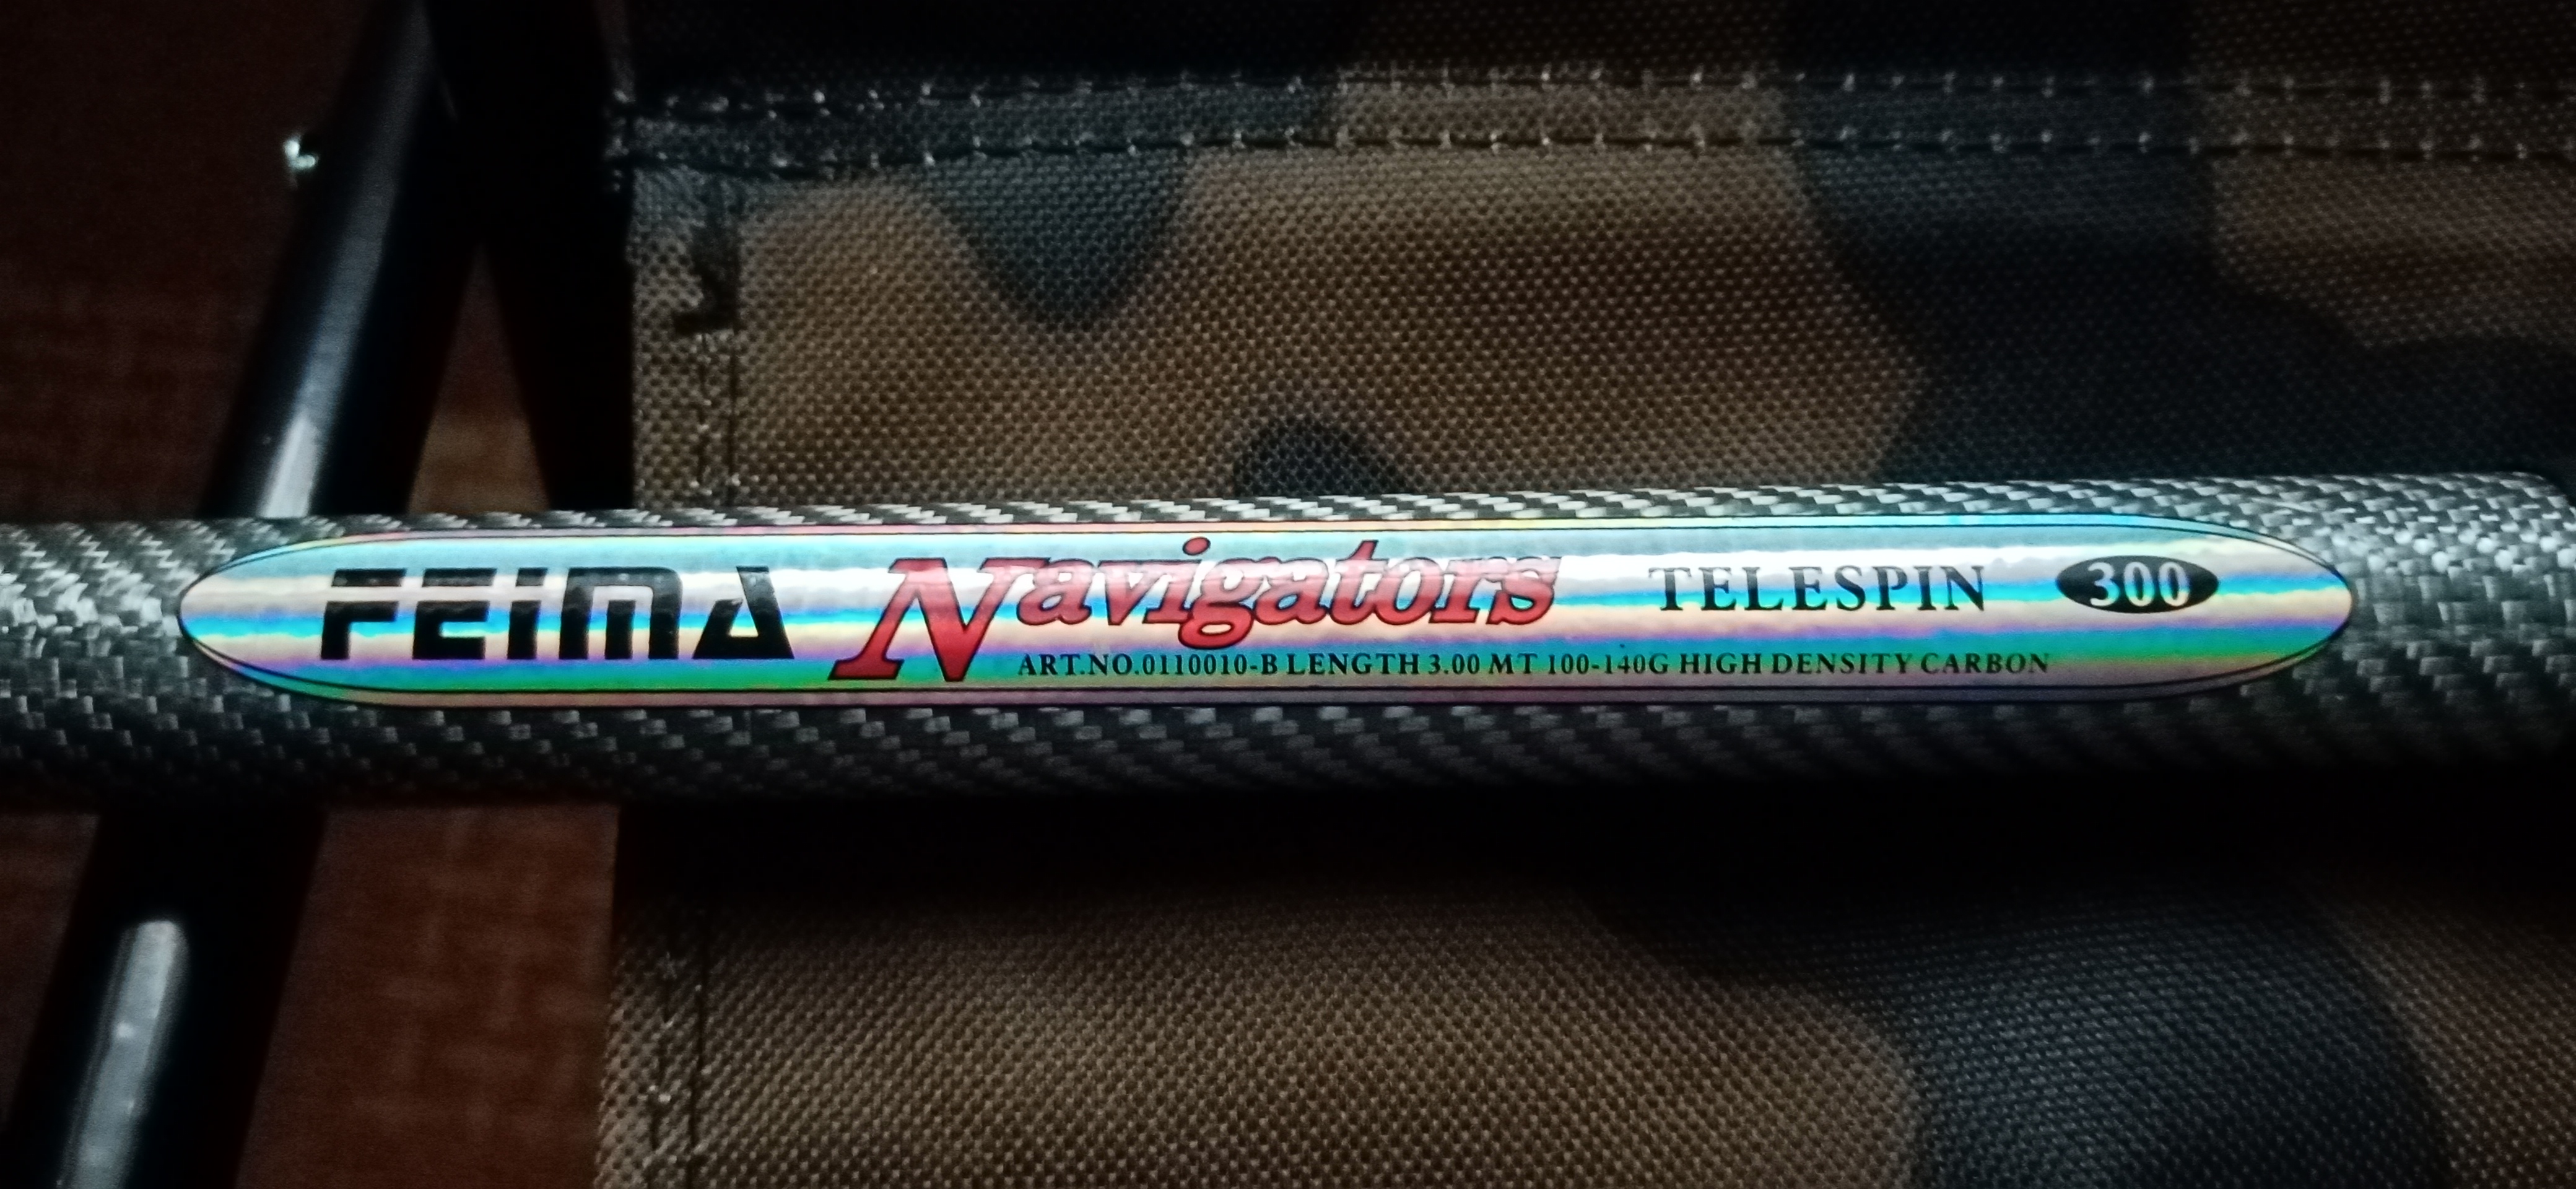 FEIMA Navigators TELESPIN 300
ART.NO.0110010-B LENGTH 3.00 MT 100-140G HIGH DENSITY CARBON